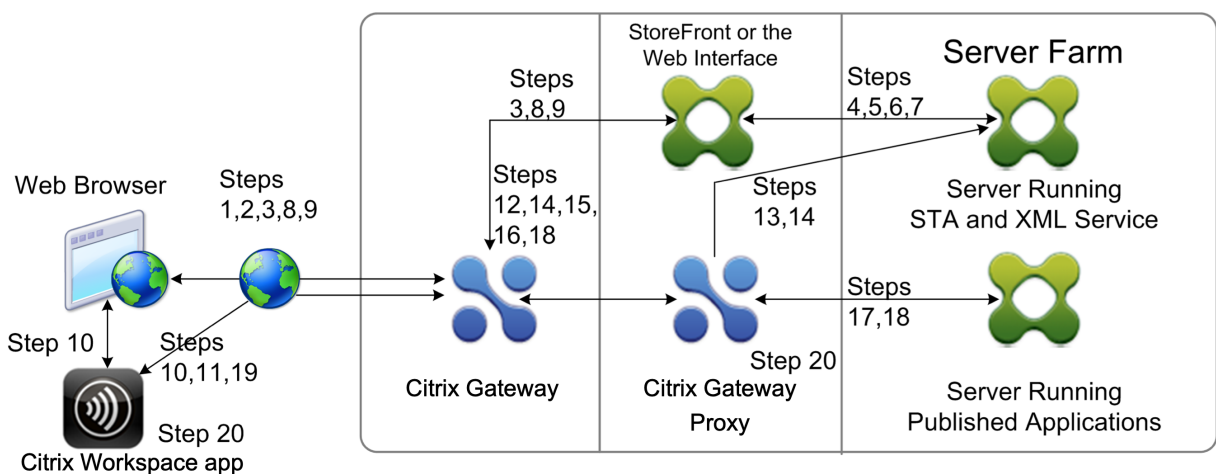 StoreFront or the
Web Interface
Server Farm
Steps
3,8,9
Steps
4,5,6,7
Web Browser
Steps
1,2,3,8,9
Steps
12,14,15,
16,18
Steps
13,14
Server Running
STA and XML Service
Steps
17,18
Step 10
Steps
10,11,19
Step 20
Citrix Gateway
Citrix Gateway
Proxy
Server Running
Published Applications
Step 20
Citrix Workspace app